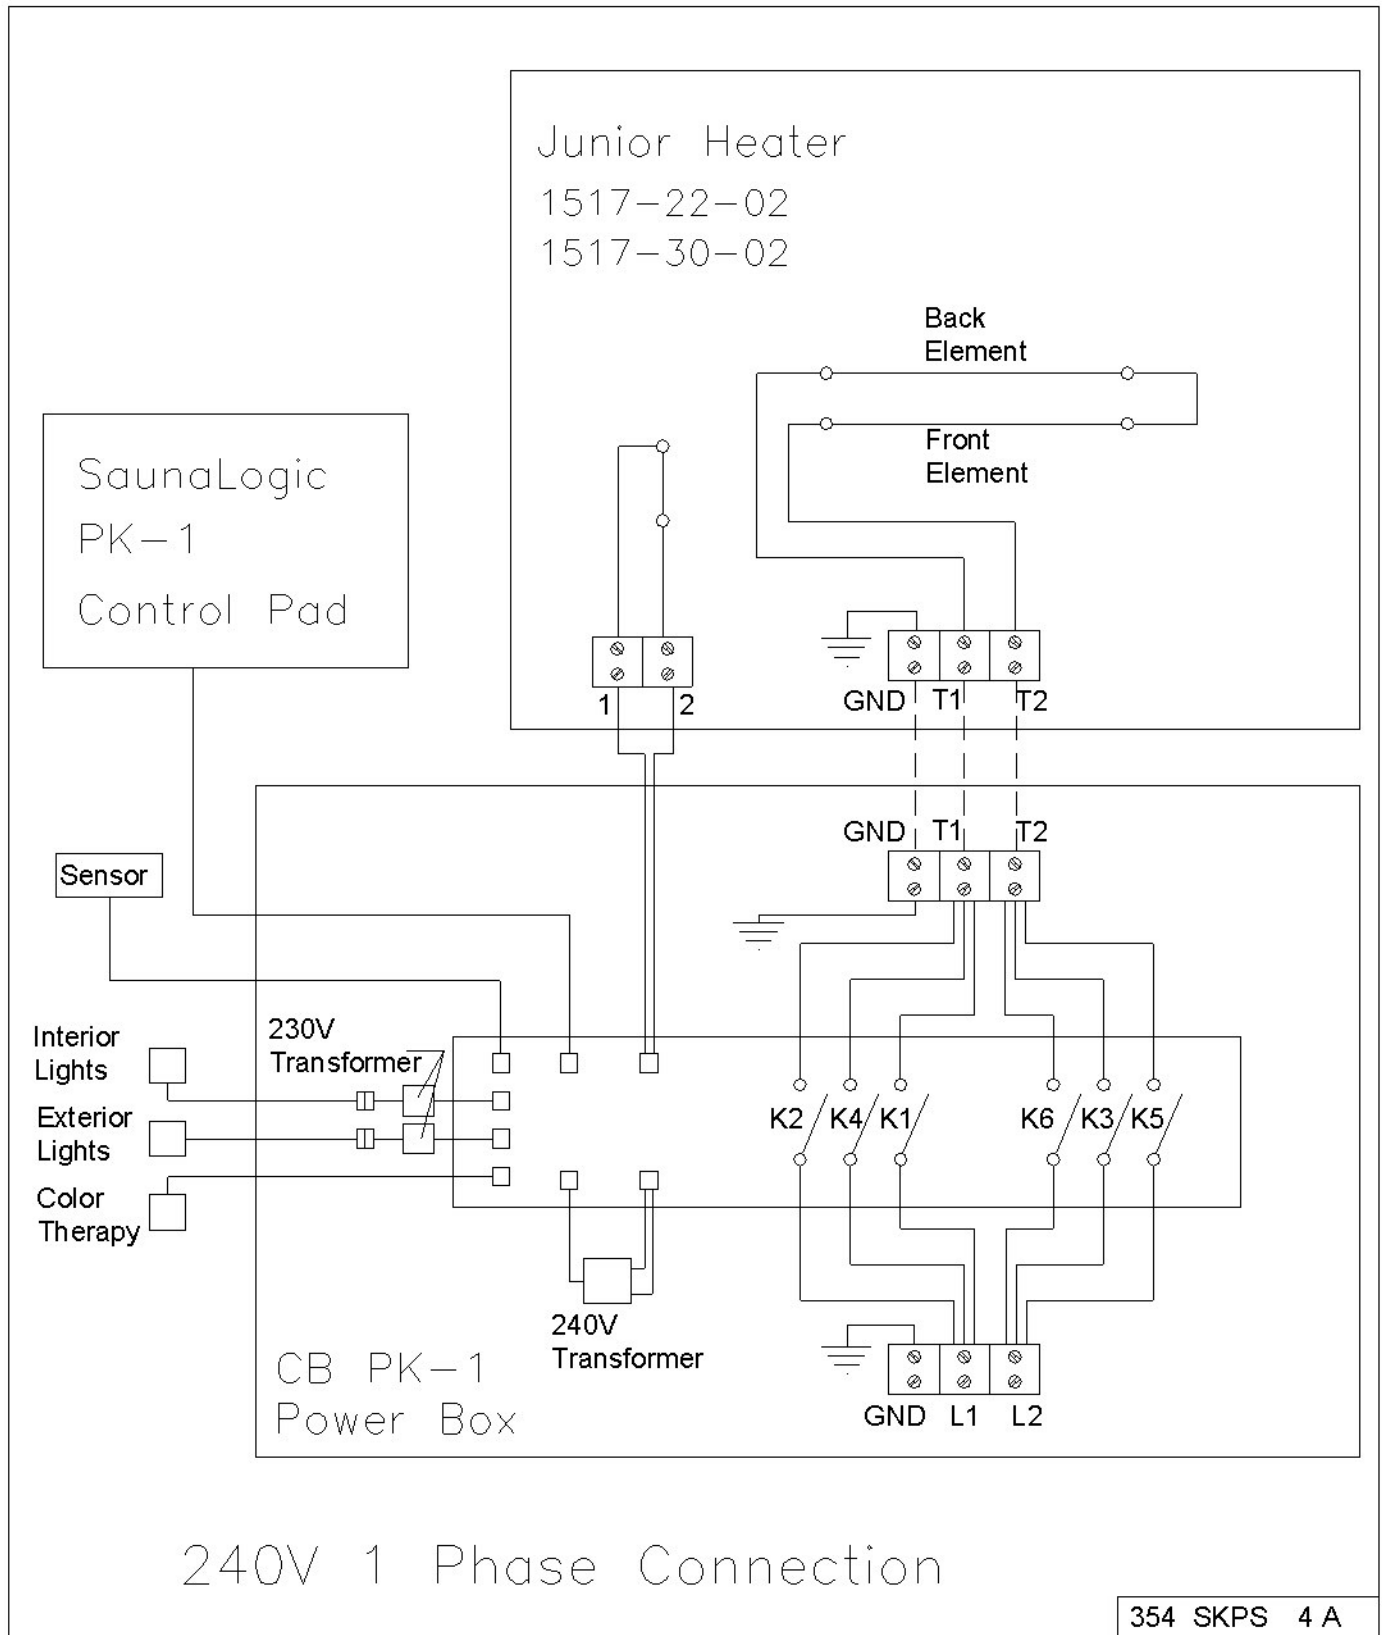 Junior Heater
1517-22-02
1517-30-02
Back
Element
Front
Element
SaunaLogic
PK-1
Control Pad
1 2
GND T1 T2
GND T1 T2
Sensor
Interior
Lights
230V
Transformer
Exterior
Lights
Color
Therapy
K2 K4 K1 K6 K3 K5
240V
Transformer
CB PK-1
Power Box
GND L1 L2
240V 1 Phase Connection
354 SKPS 4 A